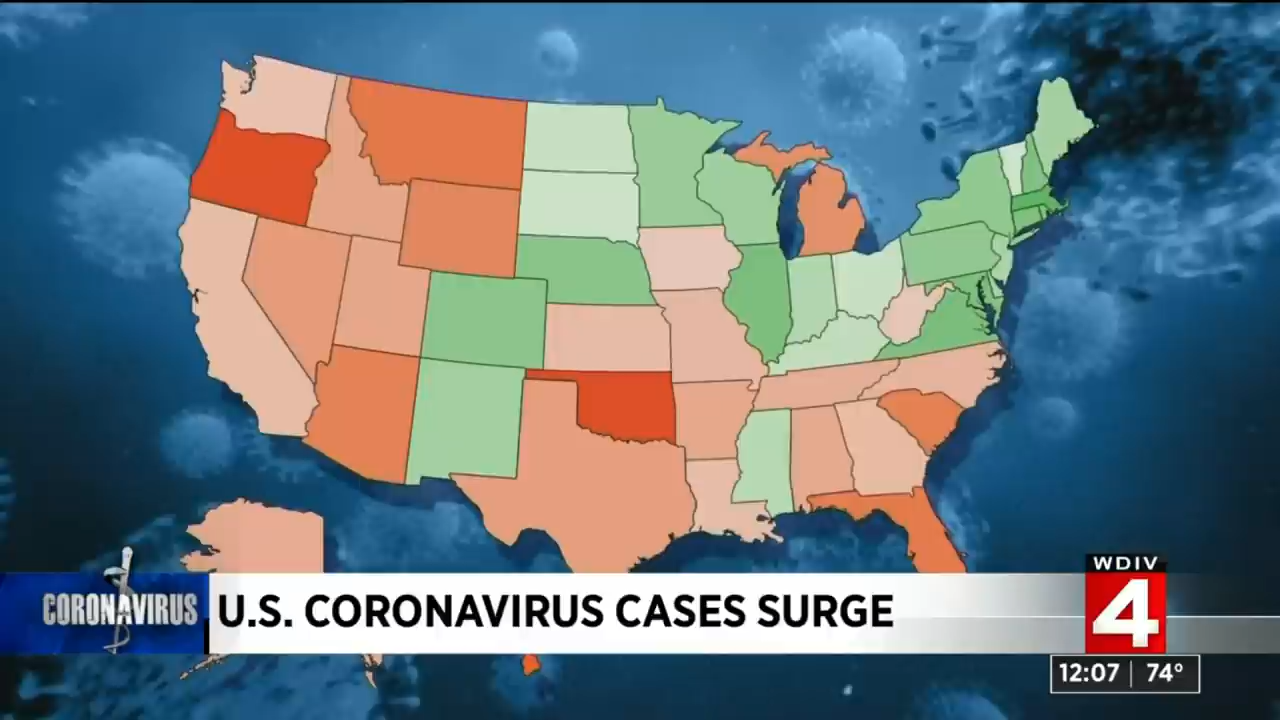 CORONAVIRUS
U.S. CORONAVIRUS CASES SURGE
WDIV
4
12:07 | 74°